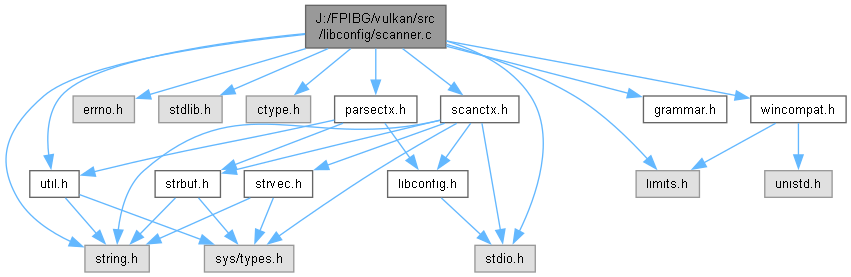 J:/FPIBG/vulkan/src
/libconfig/scanner.c
errno.h
stdlib.h
ctype.h
parsectx.h
scanctx.h
grammar.h
wincompat.h
util.h
strbuf.h
strvec.h
libconfig.h
limits.h
unistd.h
string.h
sys/types.h
stdio.h